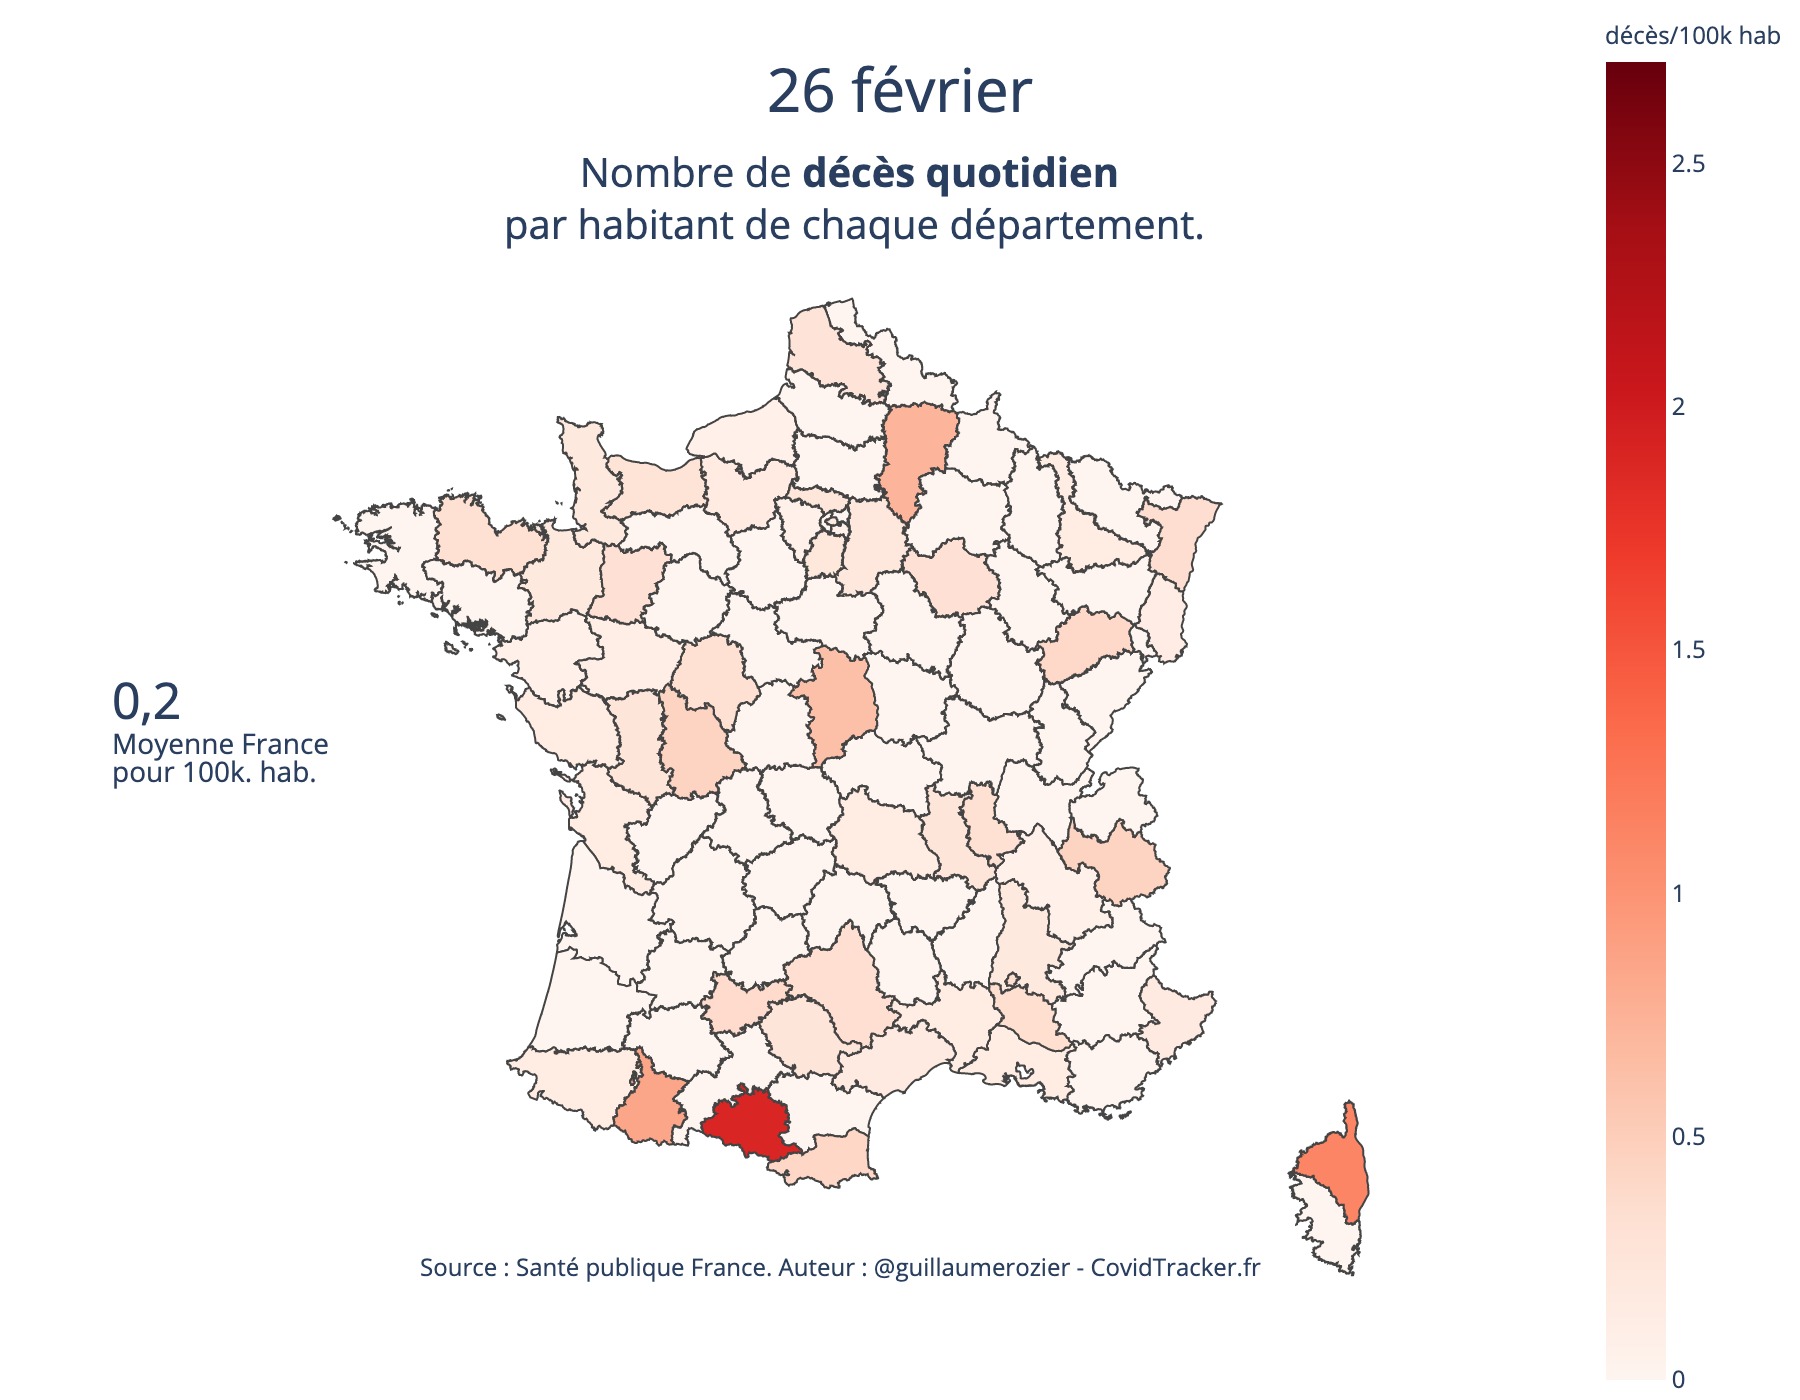 décès/100k hab
26 février
Nombre de décès quotidien
par habitant de chaque département.
2.5
2
1.5
1
0.5
0
0,2
Moyenne France
pour 100k. hab.
Source : Santé publique France. Auteur : @guillaumerozier - CovidTracker.fr